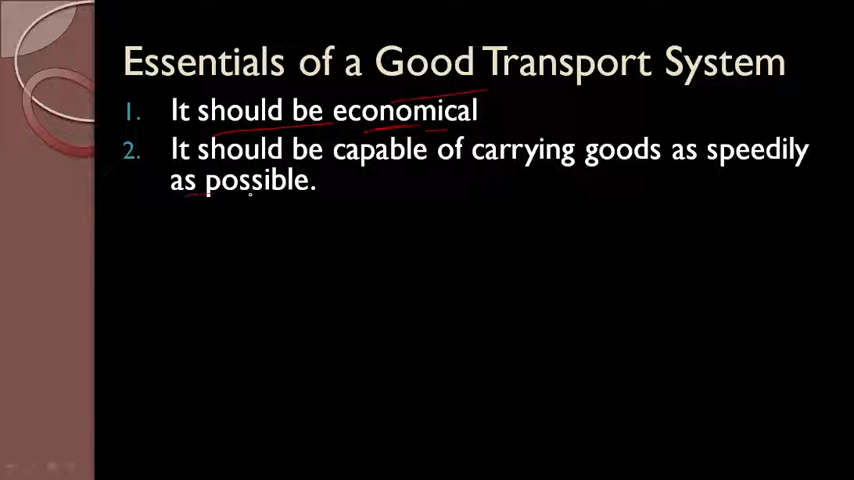 Essentials of a Good Transport System
1. It should be economical
2. It should be capable of carrying goods as speedily
as possible.